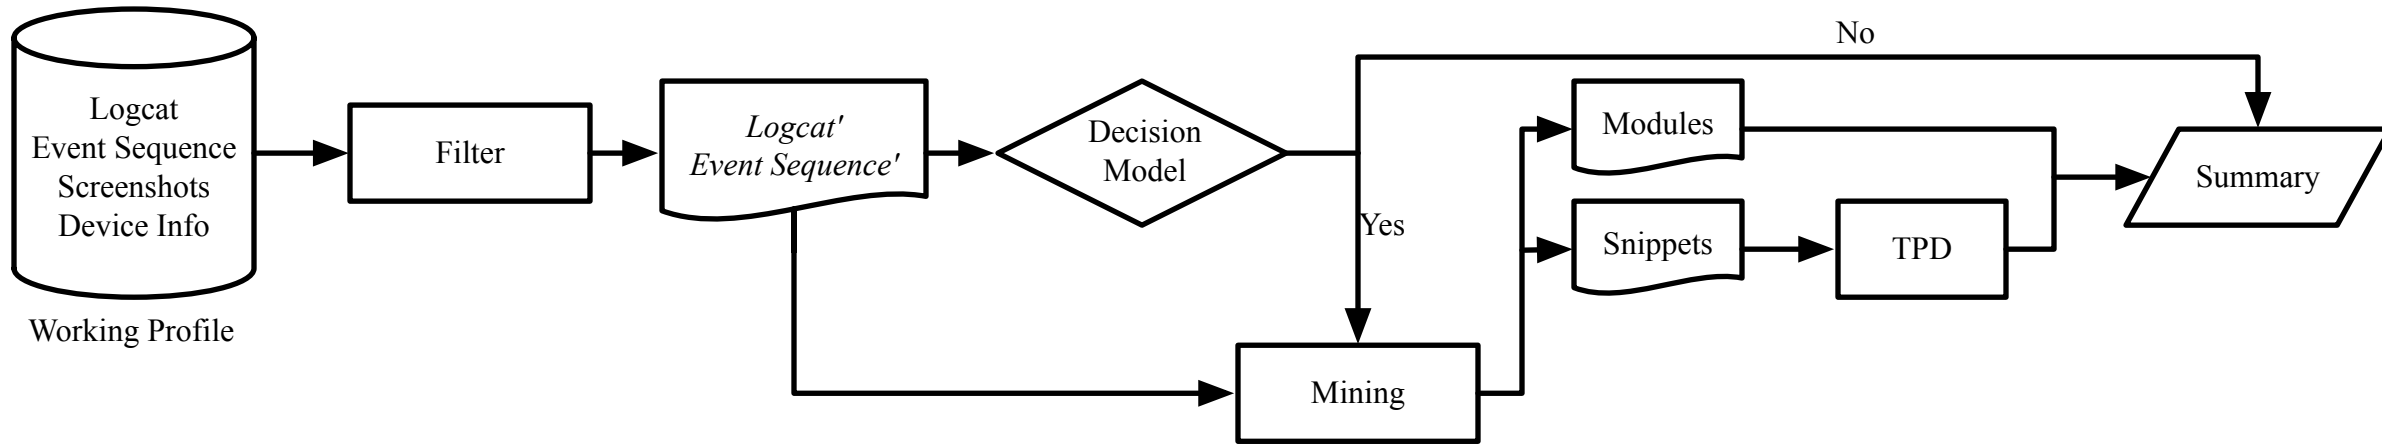 Logcat
Event Sequence
Screenshots
Device Info
Working Profile
Filter
Logcat'
Event Sequence'
Decision
Model
No
Yes
Mining
Modules
Snippets
TPD
Summary